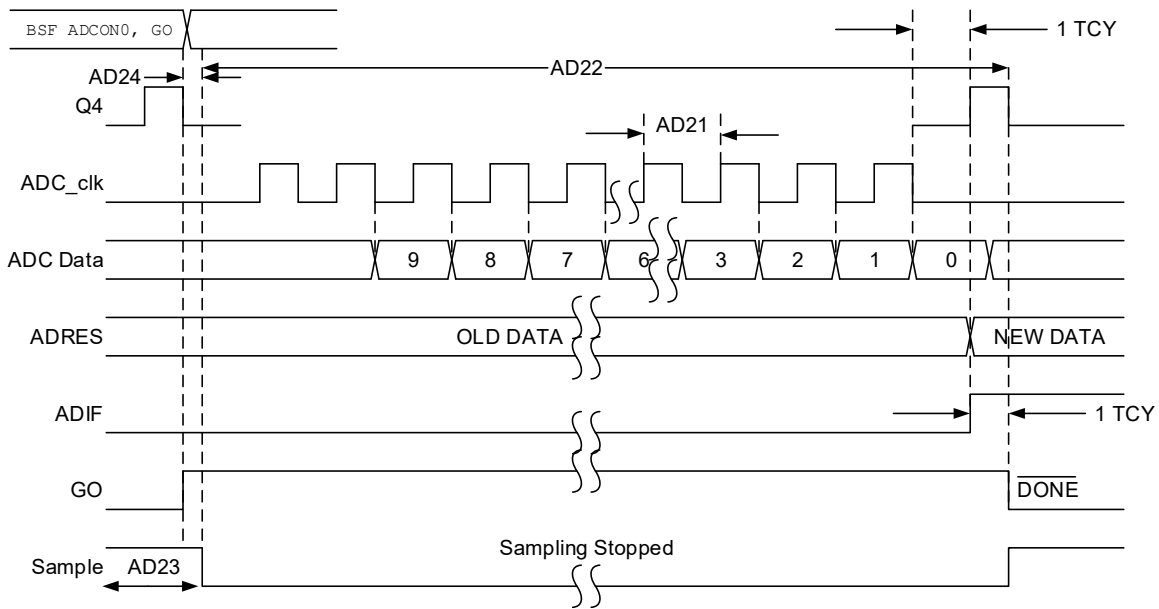 BSF ADCON0, GO
1 TCY
AD24
AD22
Q4
AD21
ADC_clk
ADC Data 9 8 7 6 3 2 1 0
ADRES OLD DATA NEW DATA
ADIF
1 TCY
GO DONE
Sampling Stopped
Sample AD23